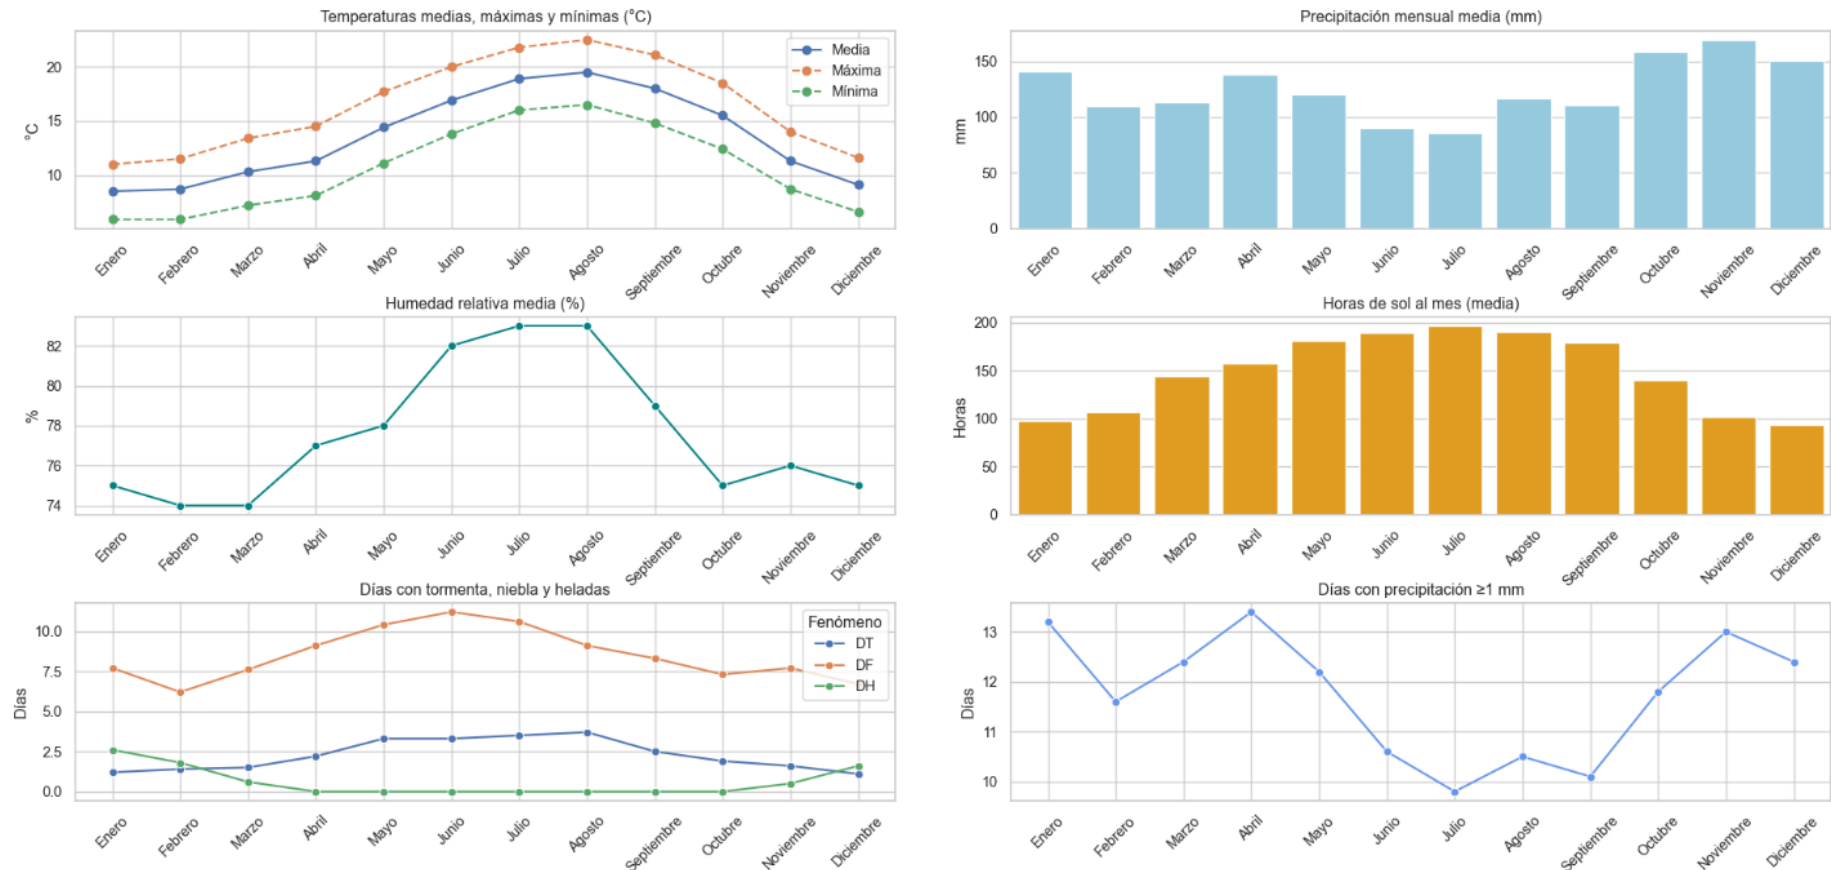 Temperaturas medias, máximas y mínimas (°C)
°C
20
15
10
Media
Máxima
Mínima
Enero
Febrero
Marzo
Abril
Mayo
Junio
Julio
Agosto
Septiembre
Octubre
Noviembre
Diciembre
Precipitación mensual media (mm)
mm
150
100
50
0
Enero
Febrero
Marzo
Abril
Mayo
Junio
Julio
Agosto
Septiembre
Octubre
Noviembre
Diciembre
Humedad relativa media (%)
%
82
80
78
76
74
Enero
Febrero
Marzo
Abril
Mayo
Junio
Julio
Agosto
Septiembre
Octubre
Noviembre
Diciembre
Horas de sol al mes (media)
Horas
200
150
100
50
0
Enero
Febrero
Marzo
Abril
Mayo
Junio
Julio
Agosto
Septiembre
Octubre
Noviembre
Diciembre
Días con tormenta, niebla y heladas
Días
10.0
7.5
5.0
2.5
0.0
Fenómeno
DT
DF
DH
Enero
Febrero
Marzo
Abril
Mayo
Junio
Julio
Agosto
Septiembre
Octubre
Noviembre
Diciembre
Días con precipitación ≥1 mm
Días
13
12
11
10
Enero
Febrero
Marzo
Abril
Mayo
Junio
Julio
Agosto
Septiembre
Octubre
Noviembre
Diciembre